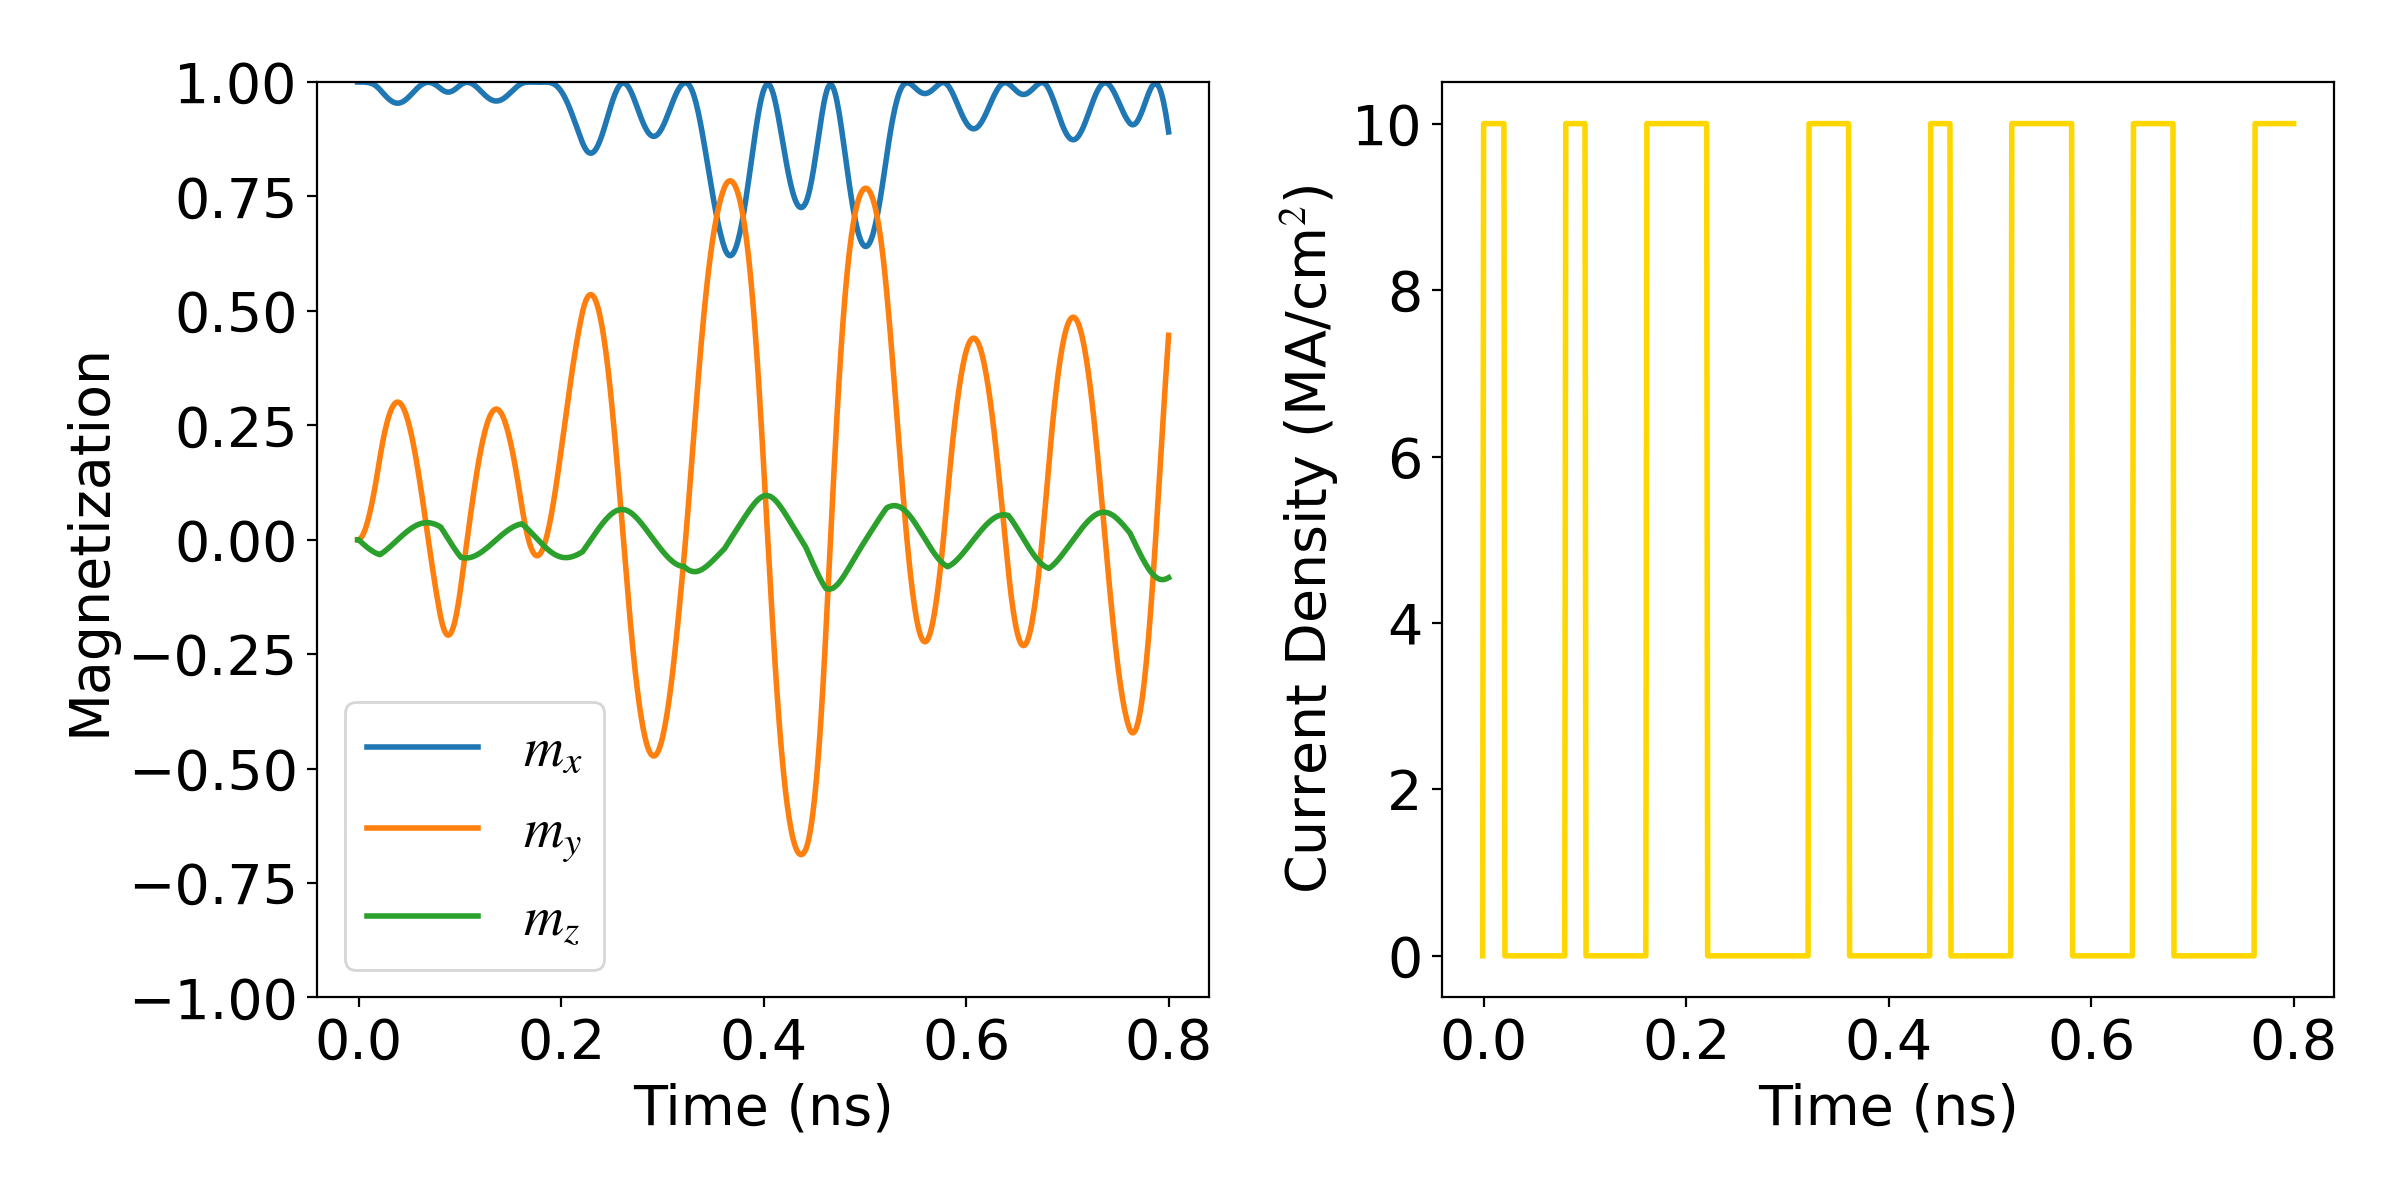 Magnetization
1.00
0.75
0.50
0.25
0.00
−0.25
−0.50
−0.75
−1.00
m_x
m_y
m_z
0.0 0.2 0.4 0.6 0.8
Time (ns)
Current Density (MA/cm²)
10
8
6
4
2
0
0.0 0.2 0.4 0.6 0.8
Time (ns)